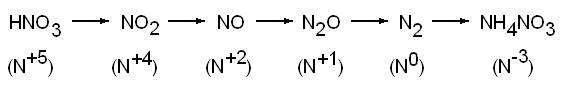 HNO₃ → NO₂ → NO → N₂O → N₂ → NH₄NO₃
(N⁺⁵) (N⁺⁴) (N⁺²) (N⁺¹) (N⁰) (N⁻³)